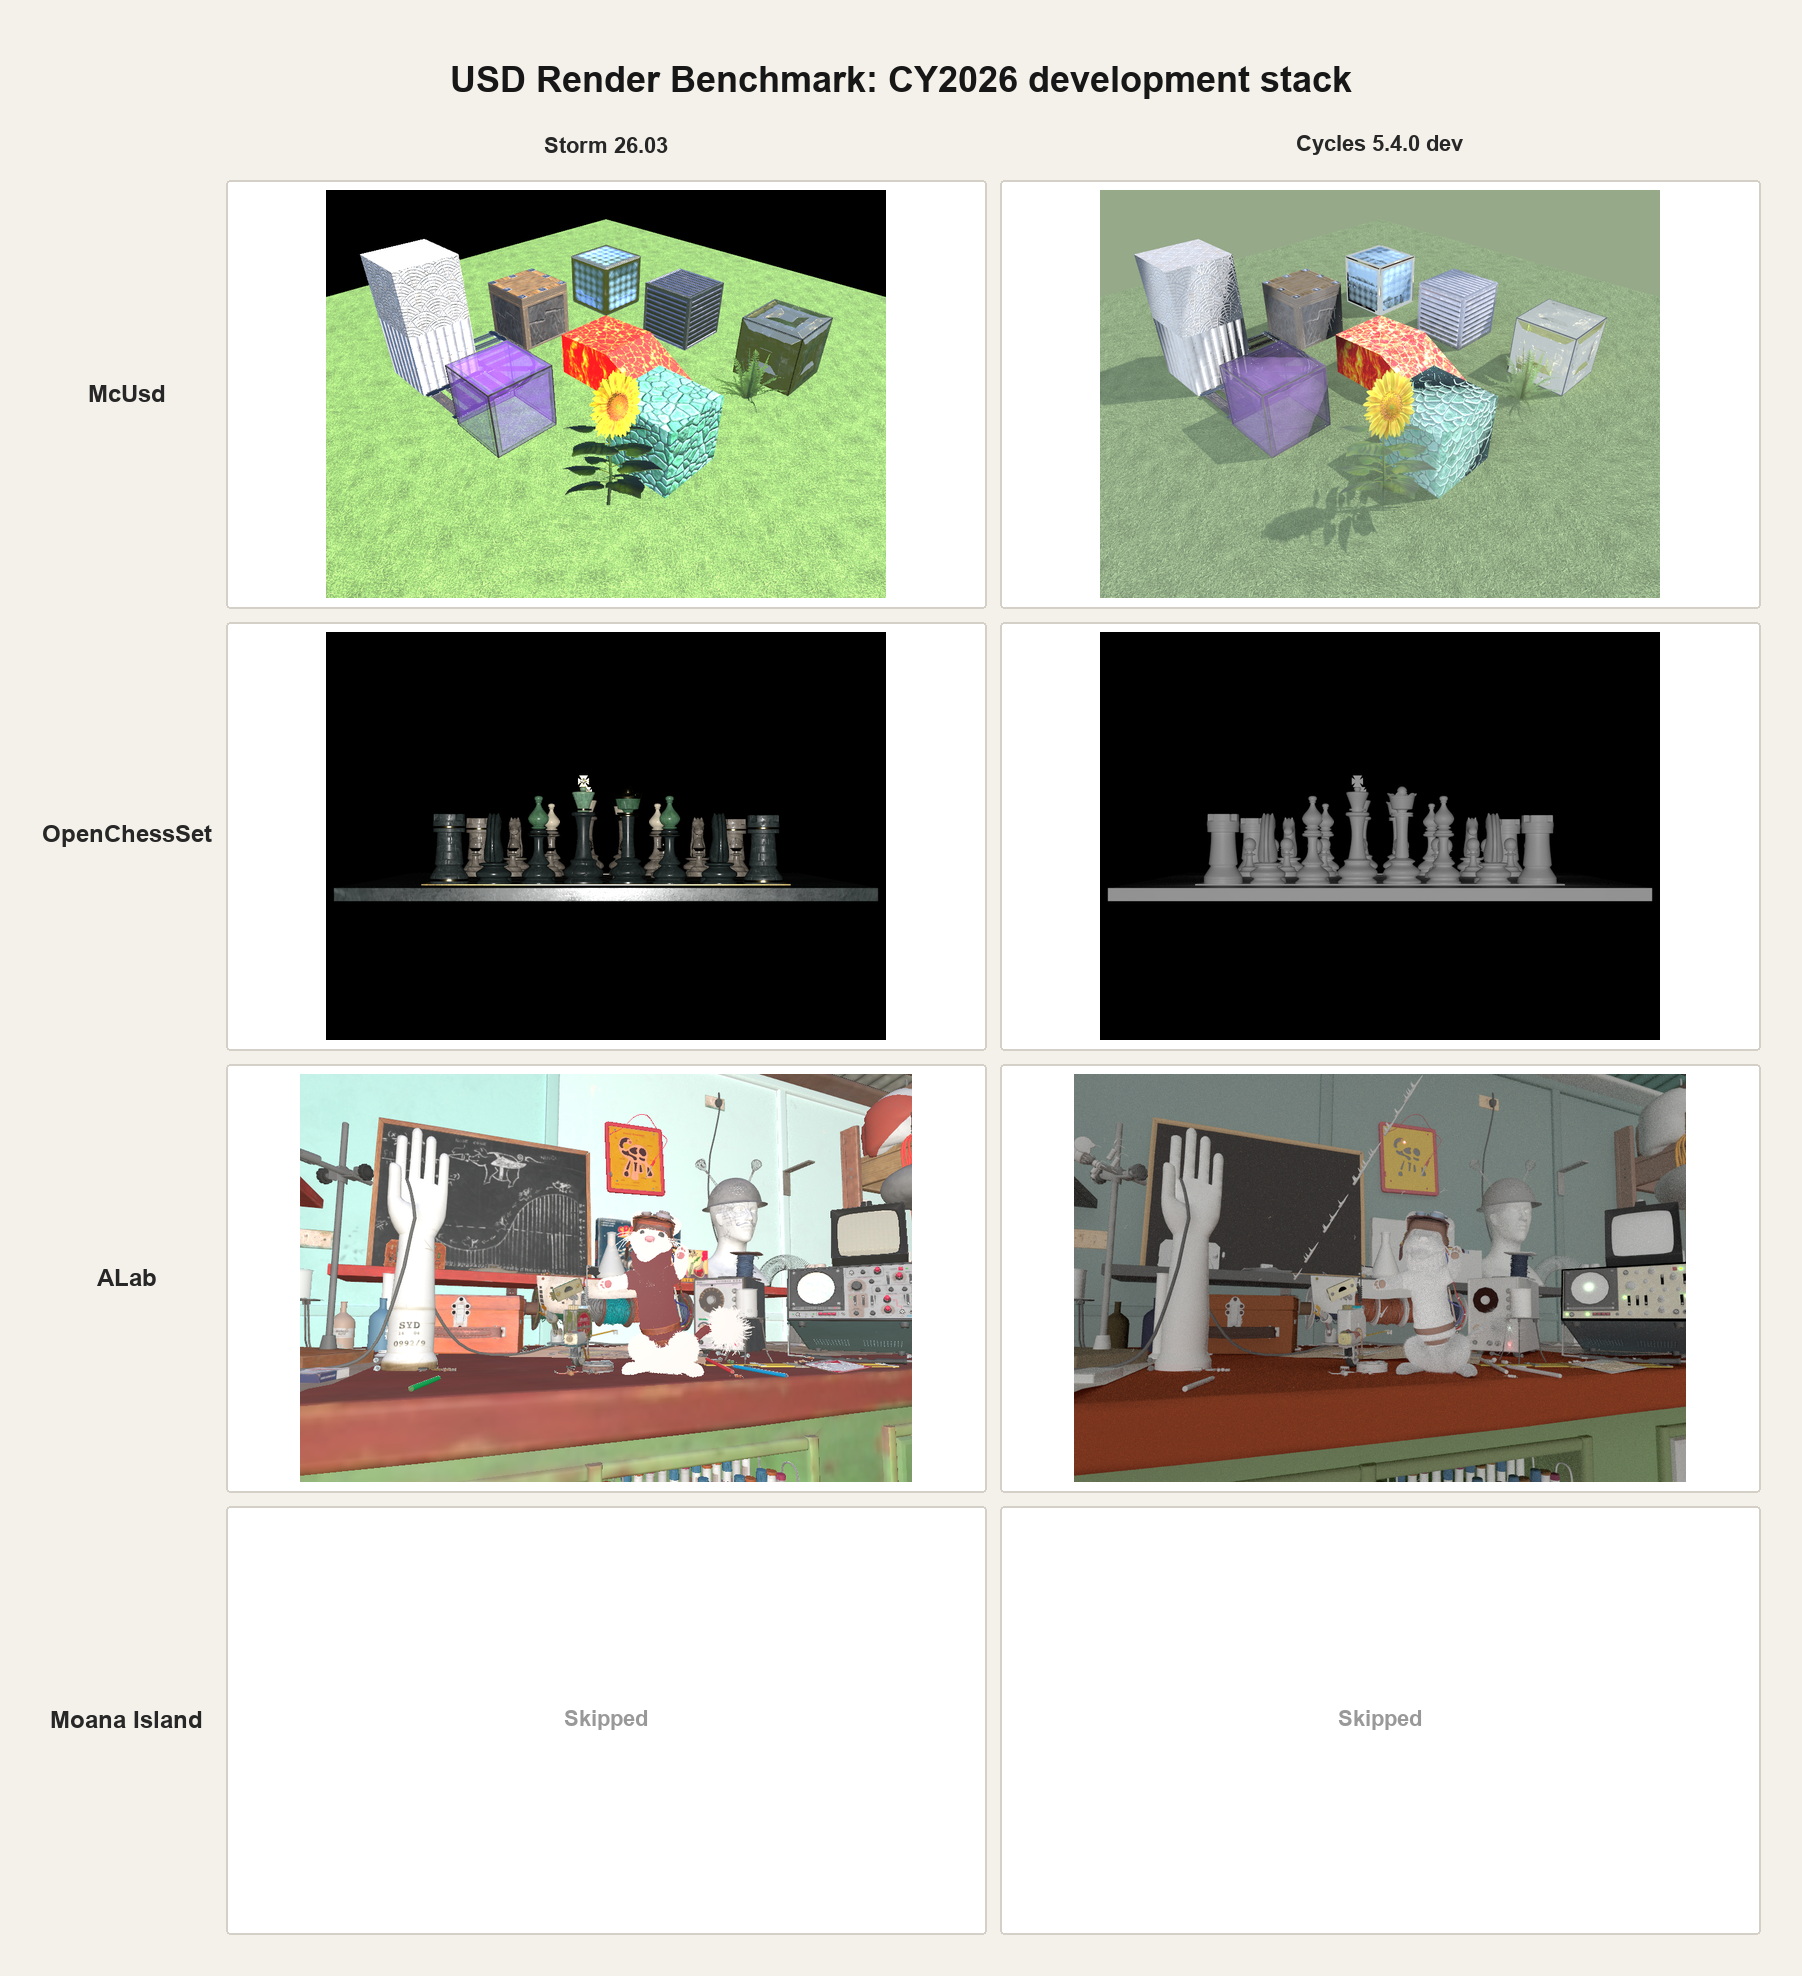 USD Render Benchmark: CY2026 development stack
Storm 26.03
Cycles 5.4.0 dev
McUsd
OpenChessSet
ALab
SYD
Moana Island
Skipped
Skipped